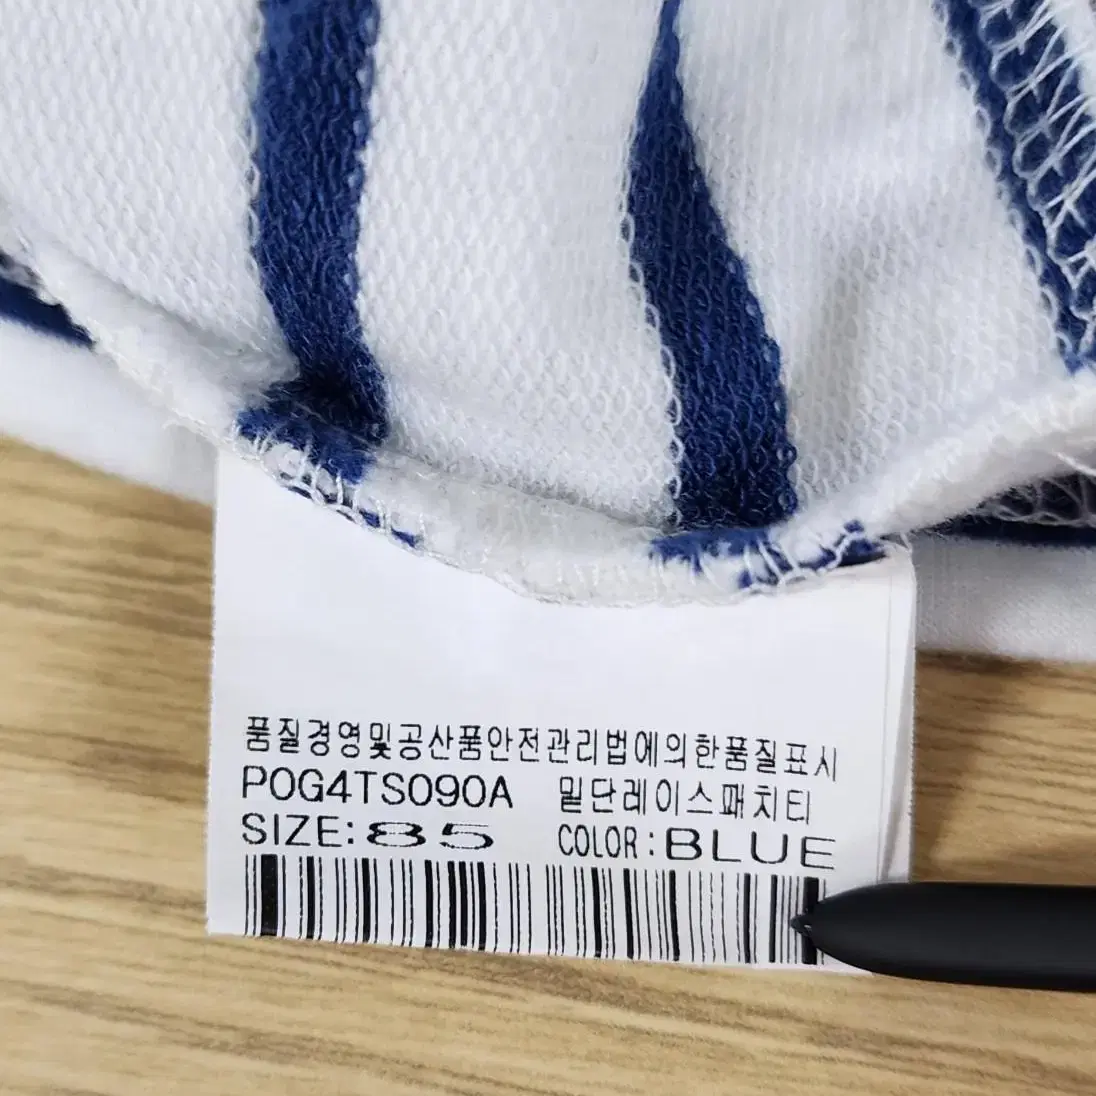 품질경영및공산품안전관리법에의한품질표시
POG4TS090A 밑단레이스패치티
SIZE: 85 COLOR: BLUE